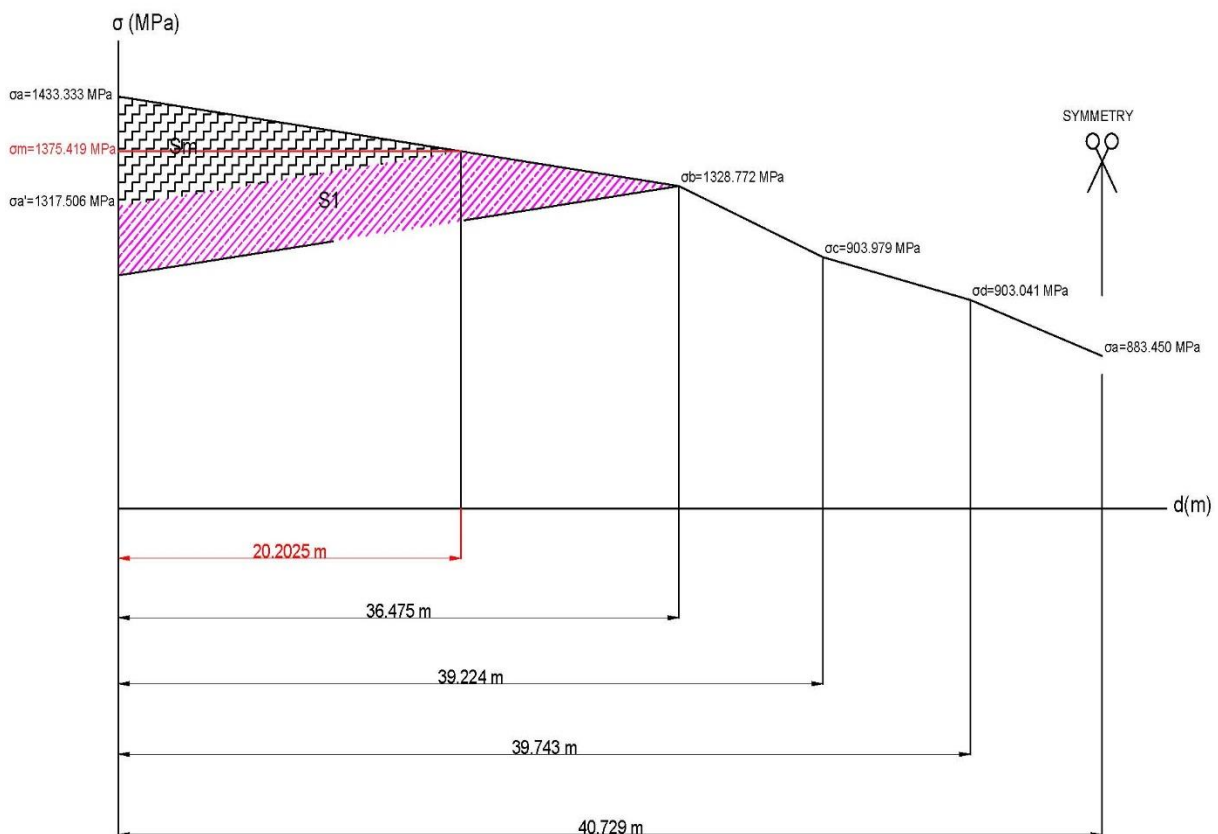 σ (MPa)
σa=1433.333 MPa
SYMMETRY
Sm
σm=1375.419 MPa
σb=1328.772 MPa
σa'=1317.506 MPa
S1
σc=903.979 MPa
σd=903.041 MPa
σa=883.450 MPa
d(m)
20.2025 m
36.475 m
39.224 m
39.743 m
40.729 m